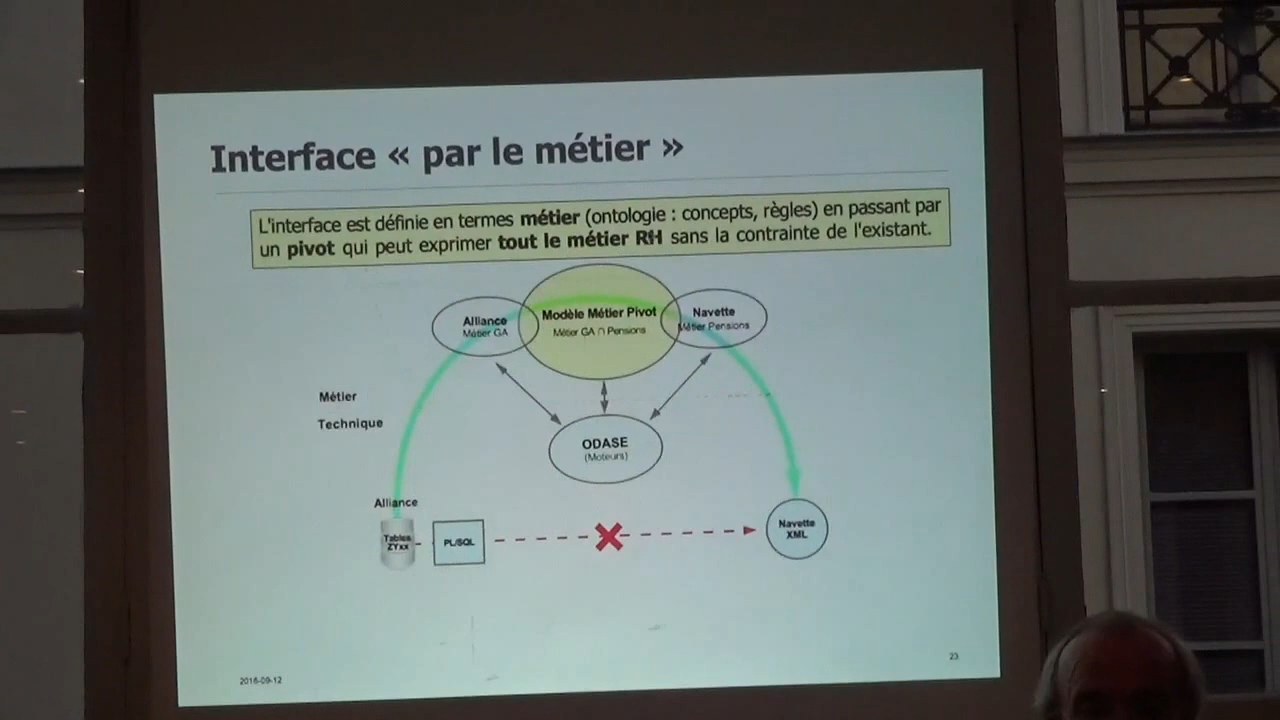 Interface « par le métier »
L'interface est définie en termes métier (ontologie : concepts, règles) en passant par
un pivot qui peut exprimer tout le métier RH sans la contrainte de l'existant.
Alliance
Métier GA
Modèle Métier Pivot
Métier GA ∩ Pensions
Navette
Métier Pensions
Métier
Technique
ODASE
(Moteurs)
Alliance
Tables
ZYxx
PL/SQL
Navette
XML
2016-09-12
23